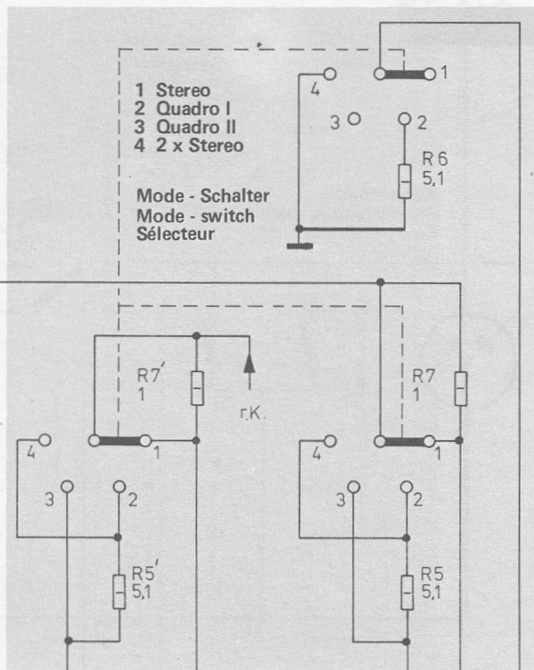 1 Stereo
2 Quadro I
3 Quadro II
4 2 x Stereo
Mode - Schalter
Mode - switch
Sélecteur
4
1
3
2
R6
5,1
R7′
1
r.K.
R7
1
4
1
3
2
4
1
3
2
R5′
5,1
R5
5,1